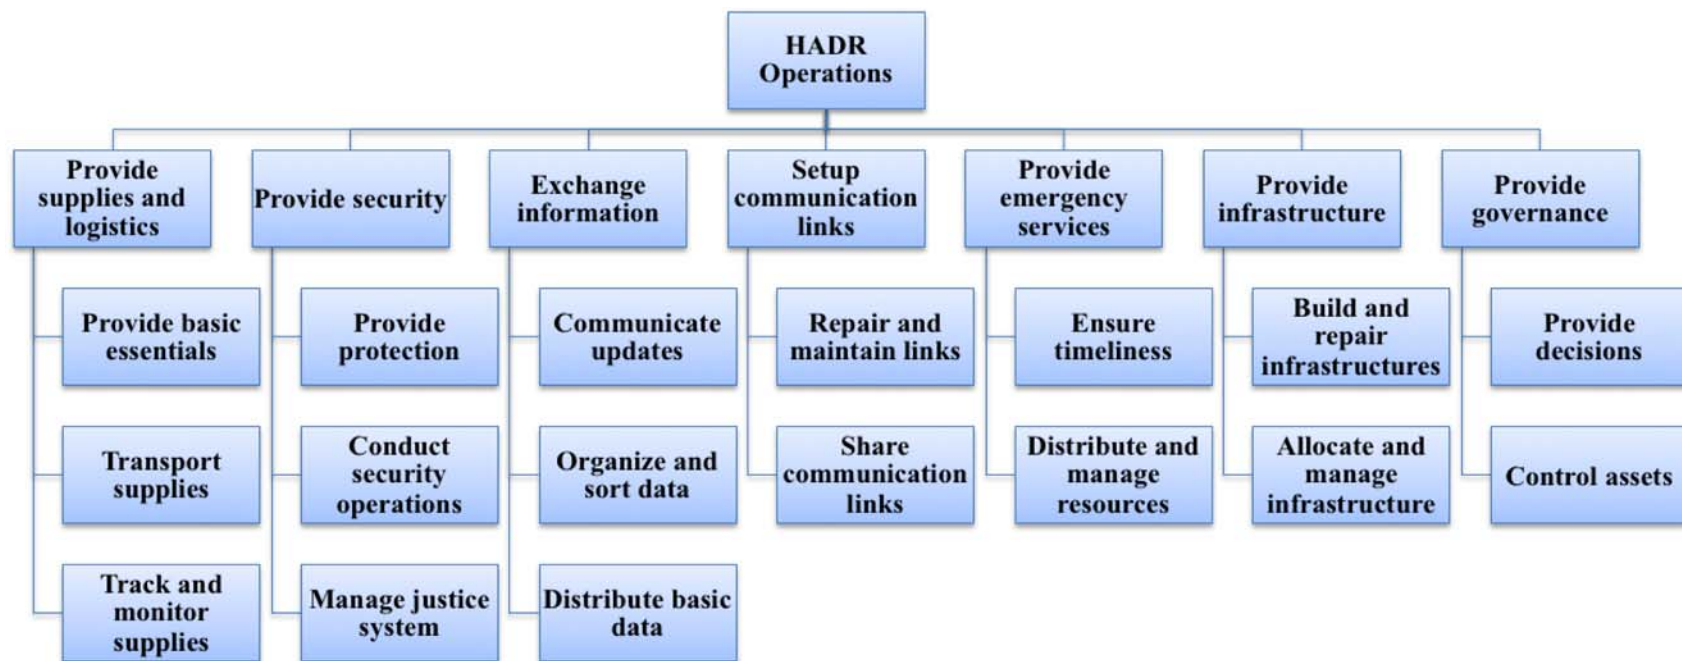 HADR
Operations
Provide
supplies and
logistics
Provide security
Exchange
information
Setup
communication
links
Provide
emergency
services
Provide
infrastructure
Provide
governance
Provide basic
essentials
Provide
protection
Communicate
updates
Repair and
maintain links
Ensure
timeliness
Build and
repair
infrastructures
Provide
decisions
Transport
supplies
Conduct
security
operations
Organize and
sort data
Share
communication
links
Distribute and
manage
resources
Allocate and
manage
infrastructure
Control assets
Track and
monitor
supplies
Manage justice
system
Distribute basic
data